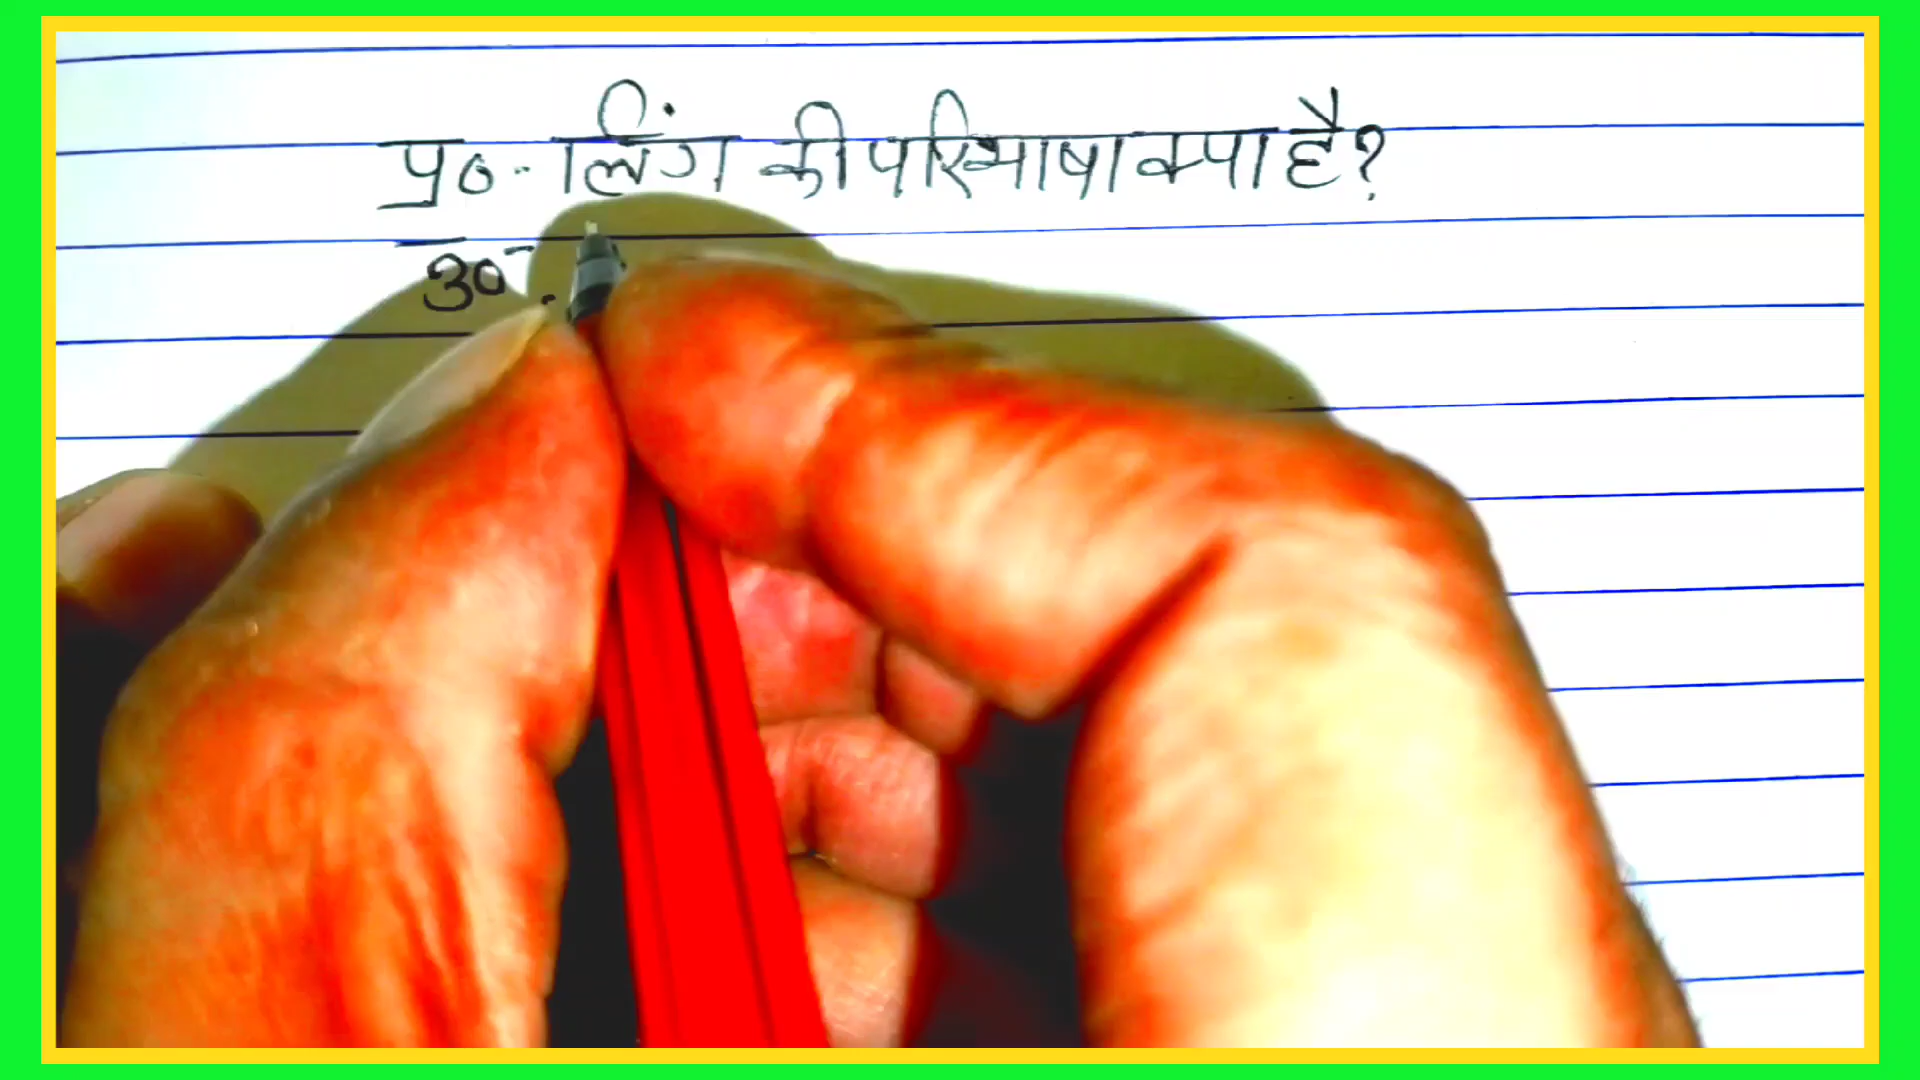 प्र०- लिंग की परिभाषा क्या है?
उ०-